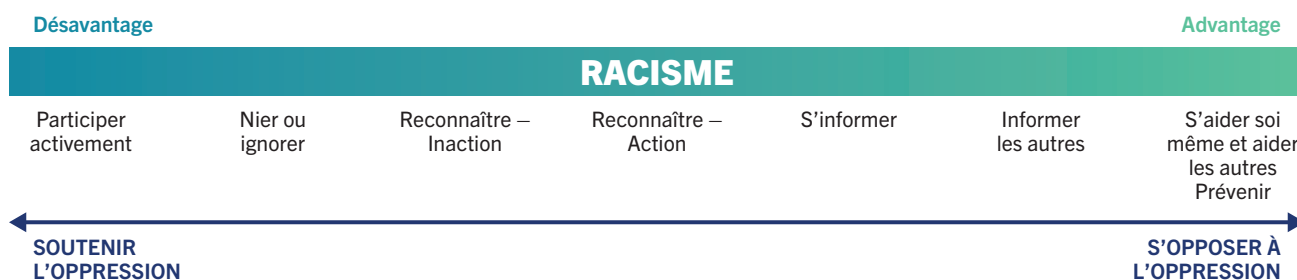 Désavantage
Advantage
RACISME
Participer
activement
Nier ou
ignorer
Reconnaître –
Inaction
Reconnaître –
Action
S'informer
Informer
les autres
S'aider soi
même et aider
les autres
Prévenir
SOUTENIR
L'OPPRESSION
S'OPPOSER À
L'OPPRESSION